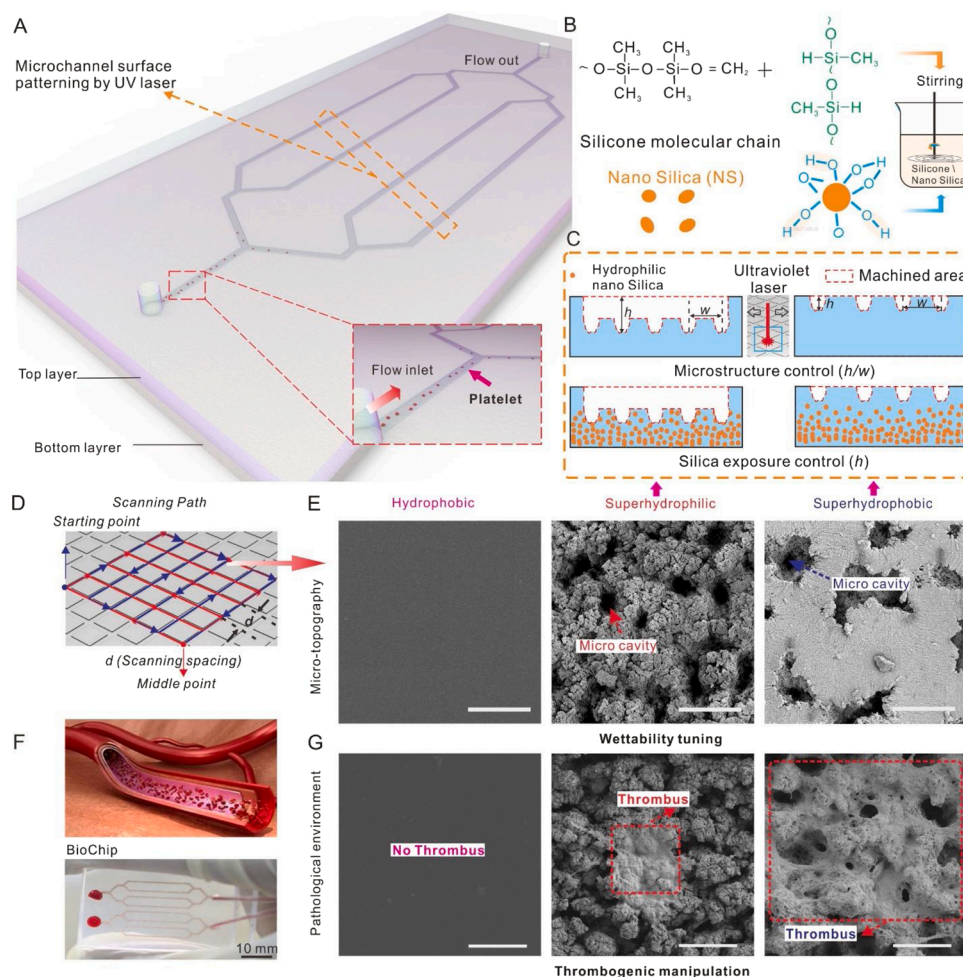 A
Microchannel surface
patterning by UV laser
Flow out
Flow inlet
Platelet
Top layer
Bottom layrer
B
CH₃ CH₃
~ O—Si—O—Si—O =CH₂ +
CH₃ CH₃
O
H—Si—CH₃
O
CH₃—Si—H
O
Silicone molecular chain
Nano Silica (NS)
H O O H
O O
O O
H O O H
Stirring
Silicone \
Nano Silica
C
Hydrophilic
nano Silica
Ultraviolet
laser
Machined area
h w h w
Microstructure control (h/w)
Silica exposure control (h)
D
Scanning Path
Starting point
d
d (Scanning spacing)
Middle point
E
Hydrophobic Superhydrophilic Superhydrophobic
Micro-topography
Micro cavity
Micro cavity
Wettability tuning
F
BioChip
10 mm
G
Pathological environment
No Thrombus
Thrombus
Thrombus
Thrombogenic manipulation